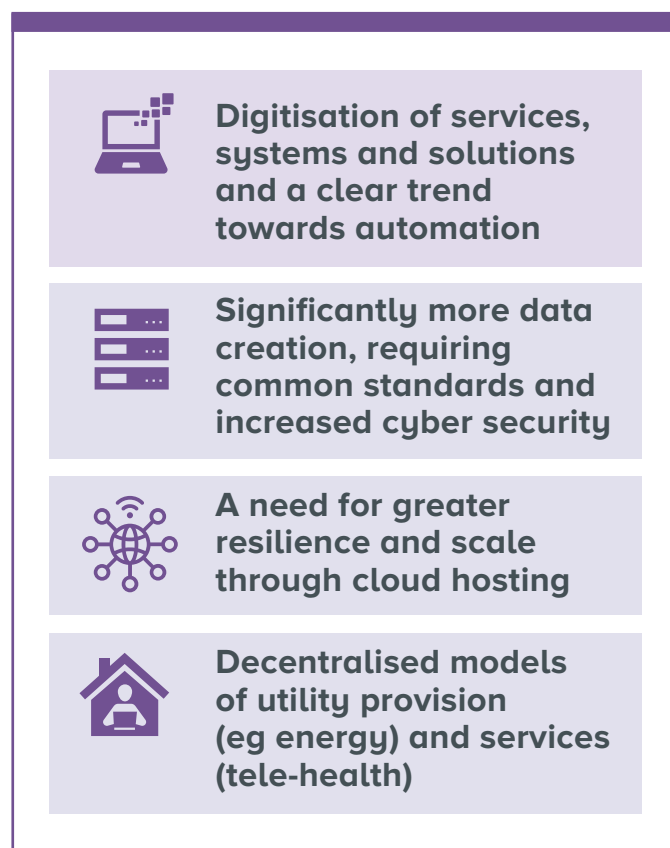 Digitisation of services,
systems and solutions
and a clear trend
towards automation
Significantly more data
creation, requiring
common standards and
increased cyber security
A need for greater
resilience and scale
through cloud hosting
Decentralised models
of utility provision
(eg energy) and services
(tele-health)